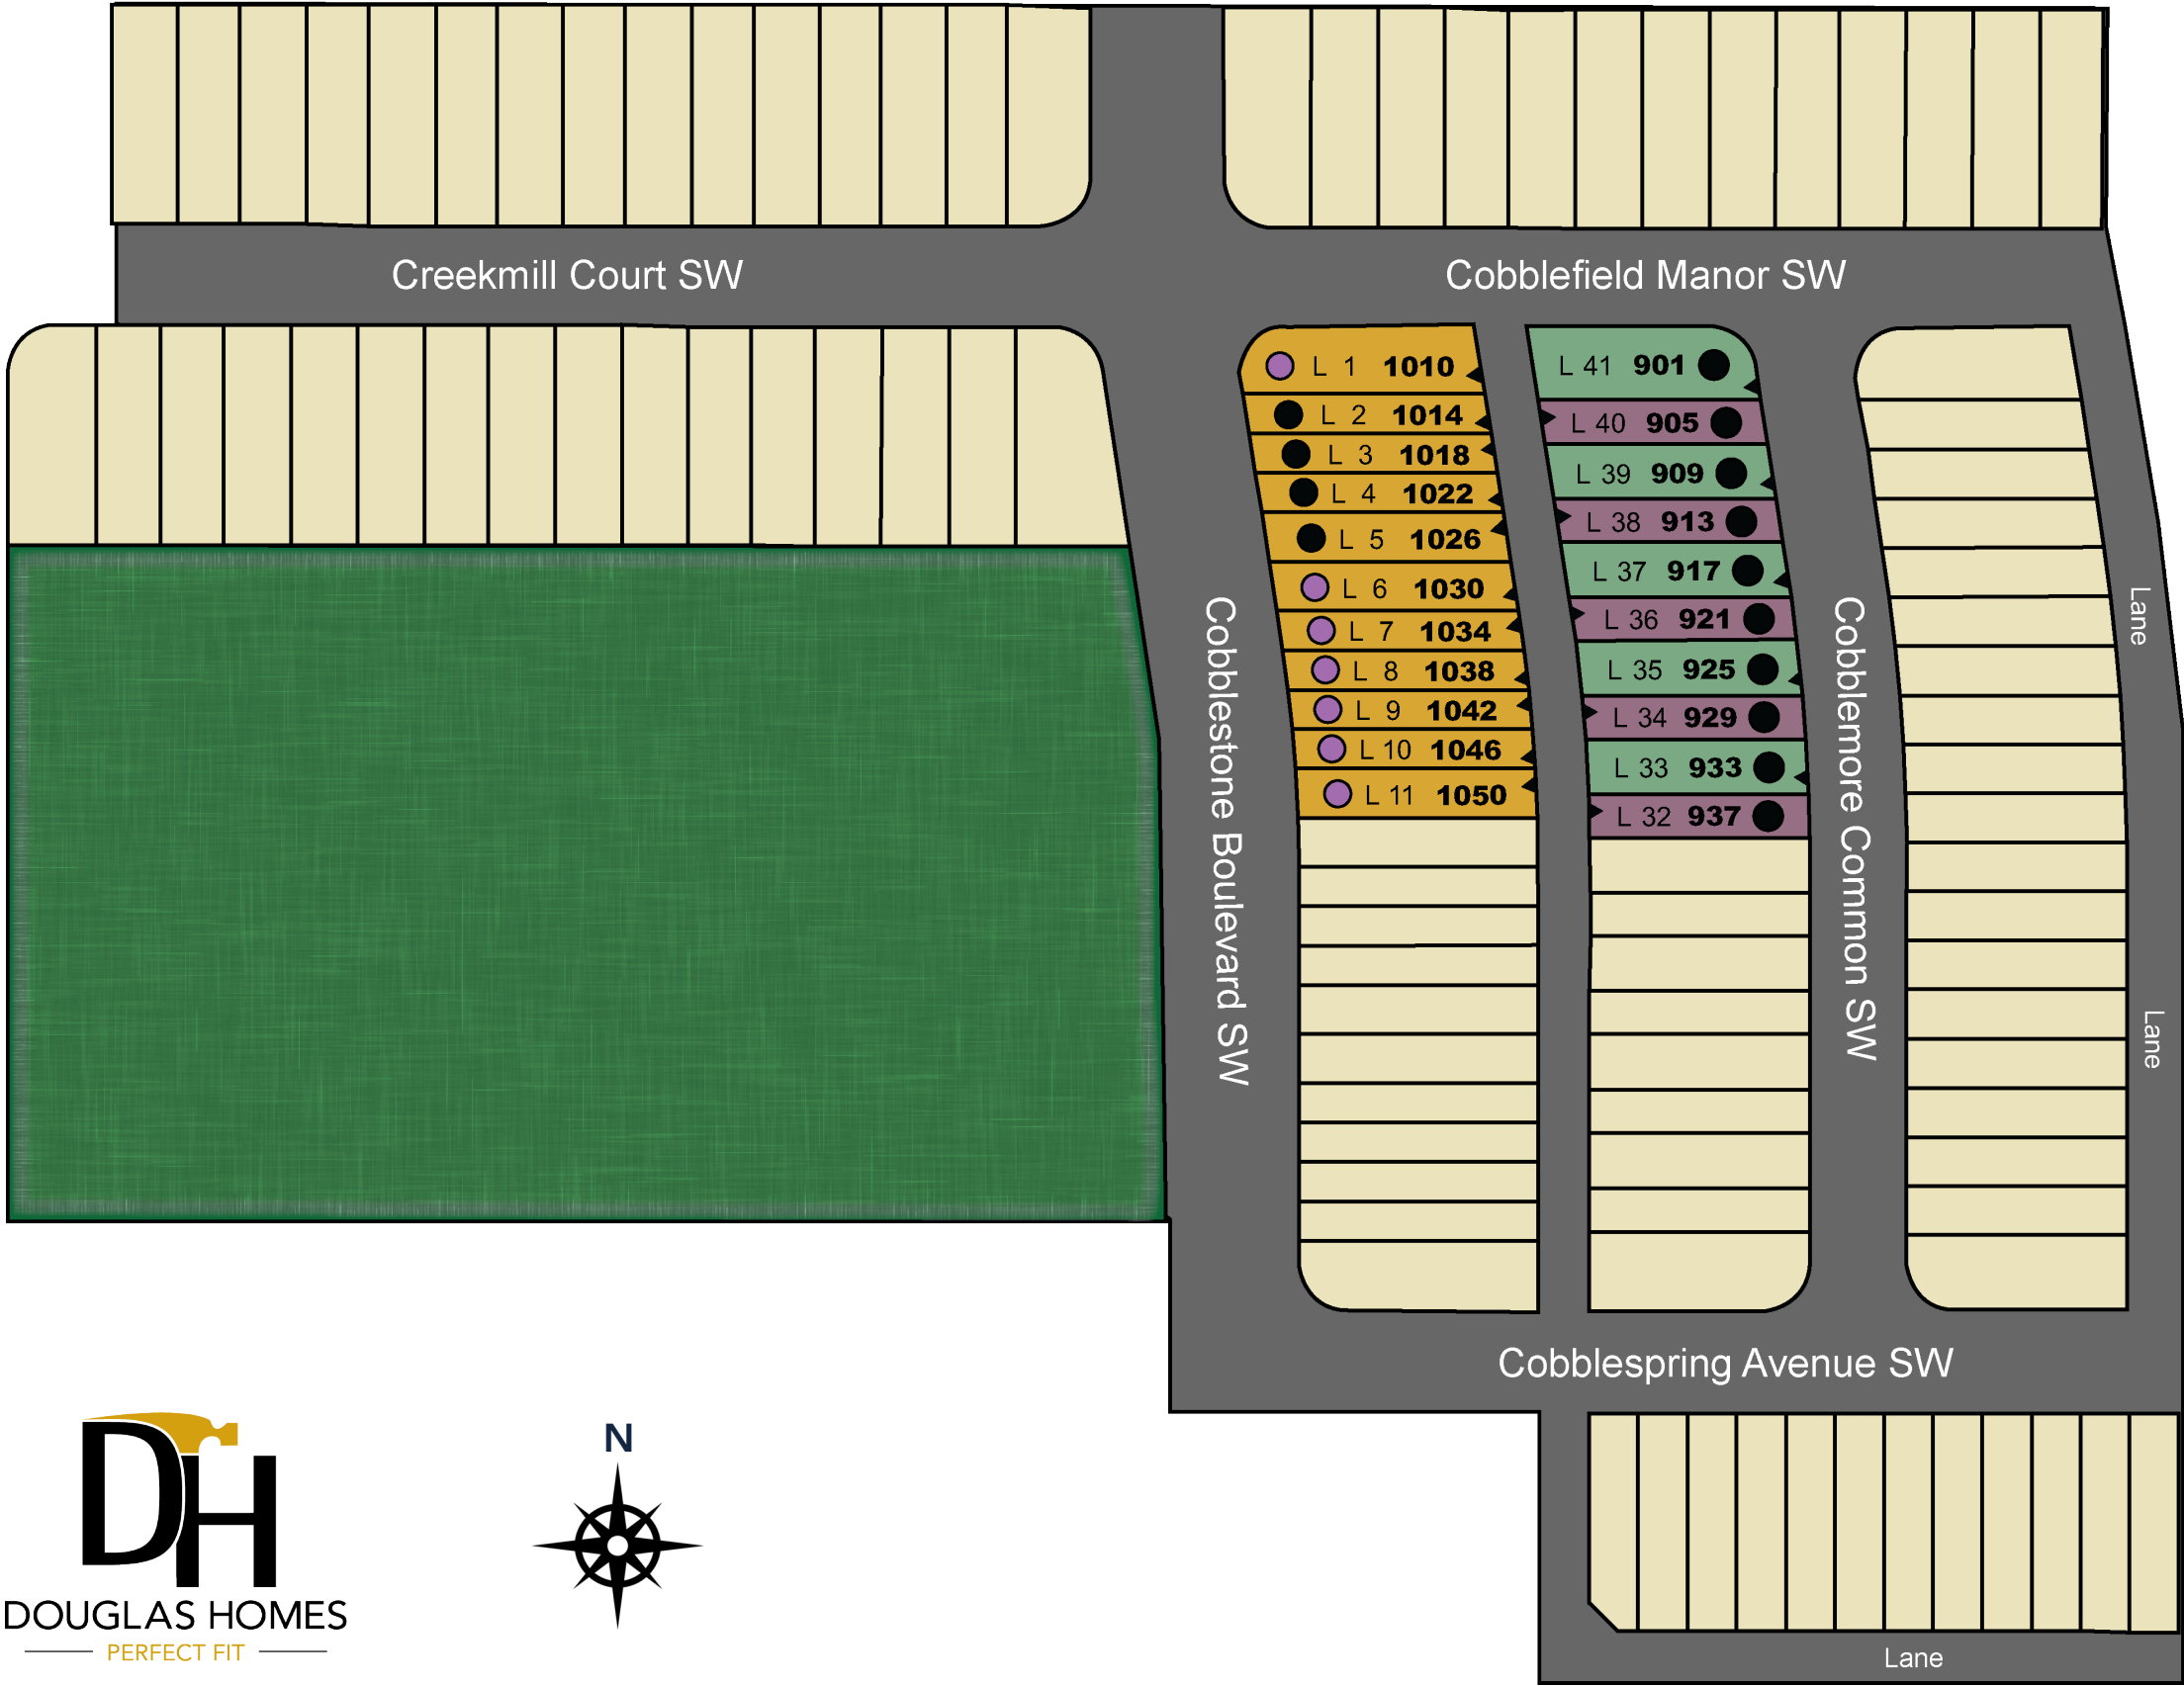 Creekmill Court SW
Cobblefield Manor SW
L 1 1010
L 2 1014
L 3 1018
L 4 1022
L 5 1026
L 6 1030
L 7 1034
L 8 1038
L 9 1042
L 10 1046
L 11 1050
L 41 901
L 40 905
L 39 909
L 38 913
L 37 917
L 36 921
L 35 925
L 34 929
L 33 933
L 32 937
Cobblestone Boulevard SW
Cobblemore Common SW
Lane
Lane
Cobblespring Avenue SW
Lane
N
DH
DOUGLAS HOMES
PERFECT FIT